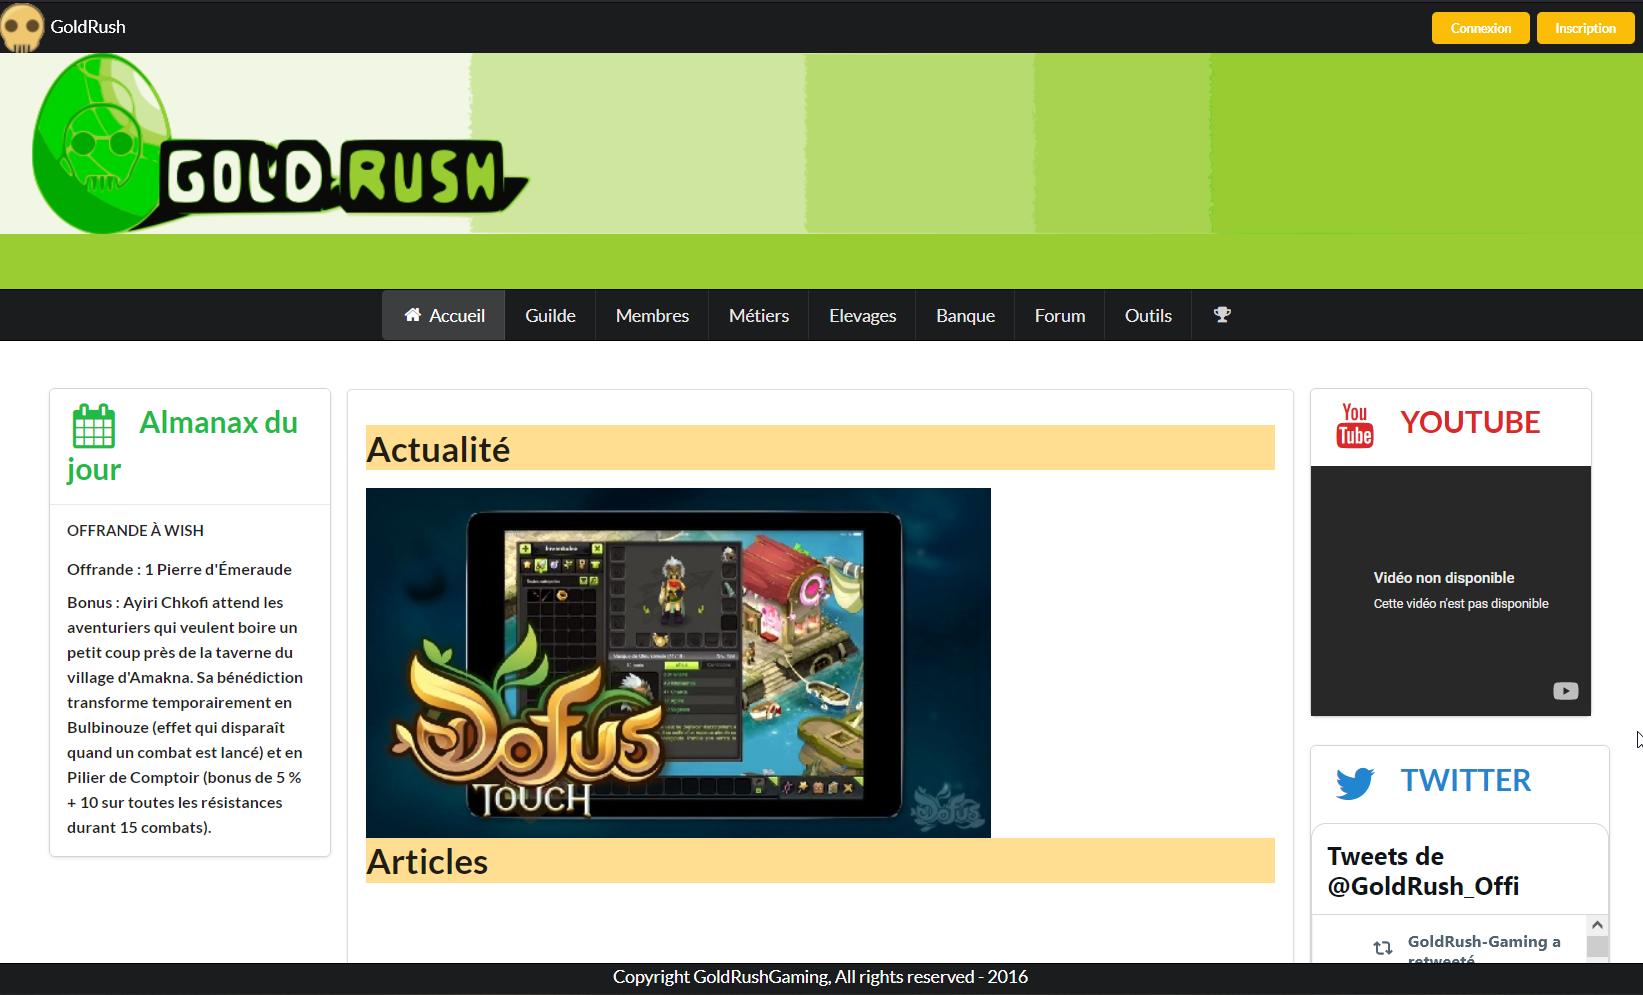 GoldRush
Connexion
Inscription
GOLD RUSH
Accueil
Guilde
Membres
Métiers
Elevages
Banque
Forum
Outils
Almanax du
jour
OFFRANDE À WISH
Offrande : 1 Pierre d'Émeraude
Bonus : Ayiri Chkofi attend les
aventuriers qui veulent boire un
petit coup près de la taverne du
village d'Amakna. Sa bénédiction
transforme temporairement en
Bulbinouze (effet qui disparaît
quand un combat est lancé) et en
Pilier de Comptoir (bonus de 5 %
+ 10 sur toutes les résistances
durant 15 combats).
Actualité
DOFUS
TOUCH
DOFUS
Articles
You
Tube
YOUTUBE
Vidéo non disponible
Cette vidéo n'est pas disponible
TWITTER
Tweets de
@GoldRush_Offi
GoldRush-Gaming a
retweeté
Copyright GoldRushGaming, All rights reserved - 2016